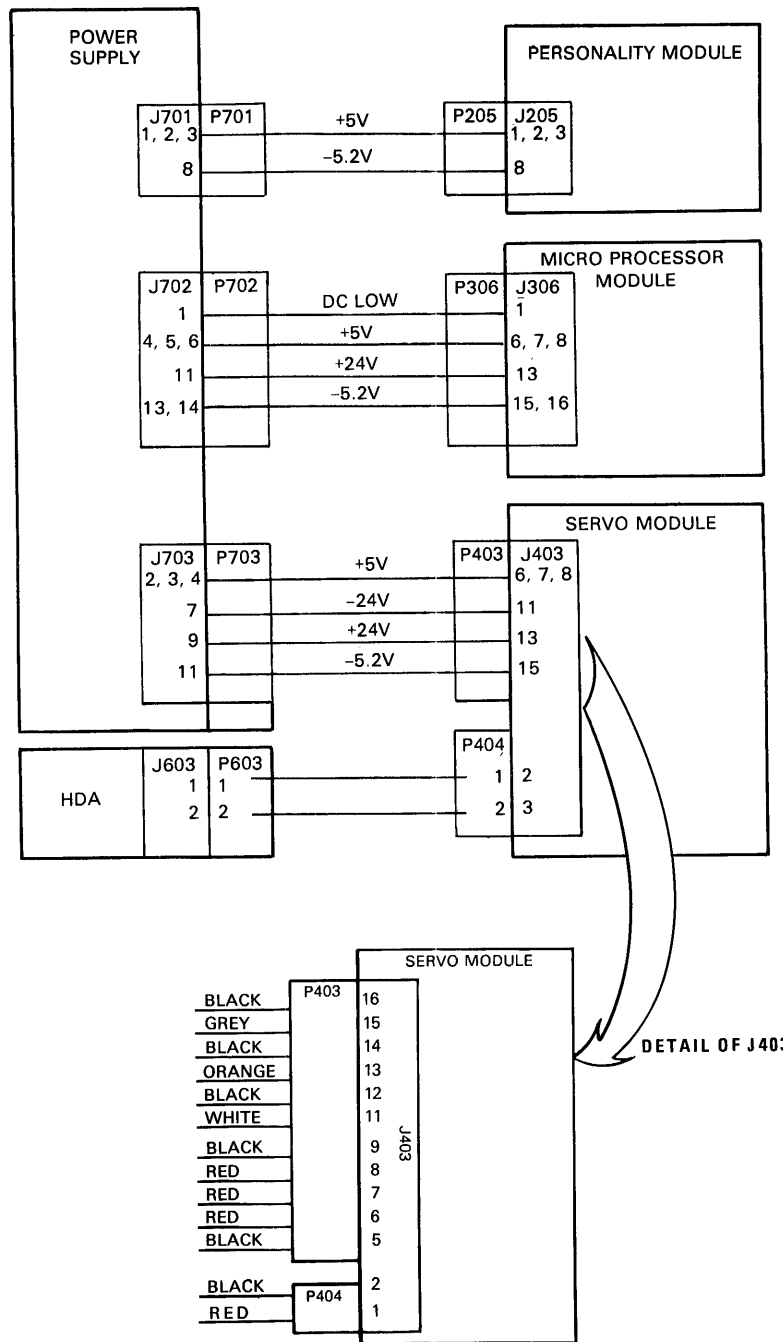 POWER
SUPPLY
PERSONALITY MODULE
J701 P701 +5V P205 J205
1, 2, 3 1, 2, 3
8 -5.2V 8
MICRO PROCESSOR
MODULE
J702 P702 DC LOW P306 J306
1 1
4, 5, 6 +5V 6, 7, 8
11 +24V 13
13, 14 -5.2V 15, 16
SERVO MODULE
J703 P703 +5V P403 J403
2, 3, 4 6, 7, 8
7 -24V 11
9 +24V 13
11 -5.2V 15
HDA
J603 P603 P404
1 1 1 2
2 2 2 3
SERVO MODULE
P403
BLACK 16
GREY 15
BLACK 14
ORANGE 13
BLACK 12
WHITE 11
BLACK 9
RED 8
RED 7
RED 6
BLACK 5
J403
BLACK 2
RED P404 1
DETAIL OF J403